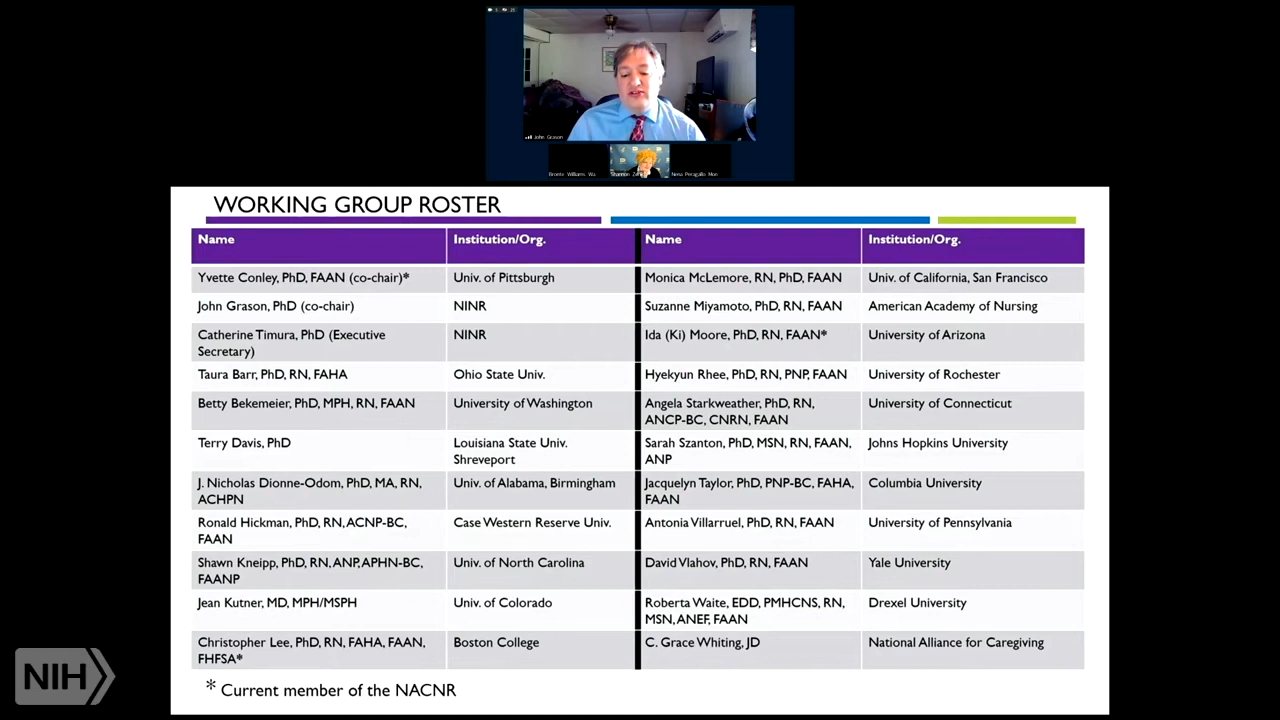 John Grason
Bronte Williams Wa
Shannon Ze
Nena Peragallo Mon
WORKING GROUP ROSTER
Name Institution/Org. Name Institution/Org.
Yvette Conley, PhD, FAAN (co-chair)* Univ. of Pittsburgh Monica McLemore, RN, PhD, FAAN Univ. of California, San Francisco
John Grason, PhD (co-chair) NINR Suzanne Miyamoto, PhD, RN, FAAN American Academy of Nursing
Catherine Timura, PhD (Executive
Secretary) NINR Ida (Ki) Moore, PhD, RN, FAAN* University of Arizona
Taura Barr, PhD, RN, FAHA Ohio State Univ. Hyekyun Rhee, PhD, RN, PNP, FAAN University of Rochester
Betty Bekemeier, PhD, MPH, RN, FAAN University of Washington Angela Starkweather, PhD, RN,
ANCP-BC, CNRN, FAAN University of Connecticut
Terry Davis, PhD Louisiana State Univ.
Shreveport Sarah Szanton, PhD, MSN, RN, FAAN,
ANP Johns Hopkins University
J. Nicholas Dionne-Odom, PhD, MA, RN,
ACHPN Univ. of Alabama, Birmingham Jacquelyn Taylor, PhD, PNP-BC, FAHA,
FAAN Columbia University
Ronald Hickman, PhD, RN, ACNP-BC,
FAAN Case Western Reserve Univ. Antonia Villarruel, PhD, RN, FAAN University of Pennsylvania
Shawn Kneipp, PhD, RN, ANP, APHN-BC,
FAANP Univ. of North Carolina David Vlahov, PhD, RN, FAAN Yale University
Jean Kutner, MD, MPH/MSPH Univ. of Colorado Roberta Waite, EDD, PMHCNS, RN,
MSN, ANEF, FAAN Drexel University
Christopher Lee, PhD, RN, FAHA, FAAN,
FHFSA* Boston College C. Grace Whiting, JD National Alliance for Caregiving
* Current member of the NACNR
NIH